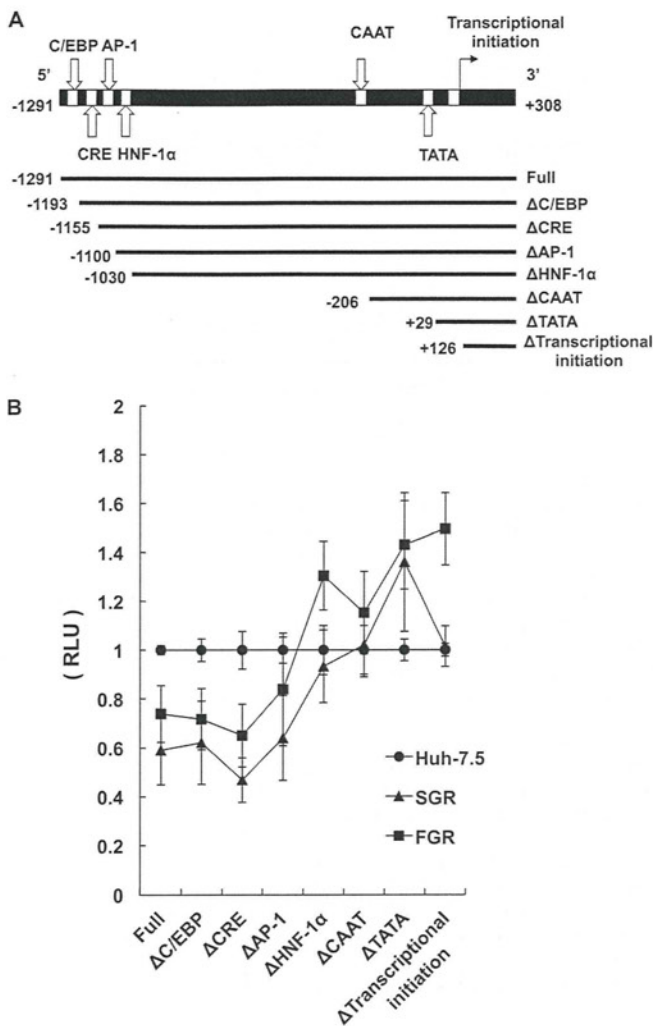 A
Transcriptional
initiation
C/EBP AP-1
CAAT
5’
3’
-1291
+308
CRE HNF-1α
TATA
-1291
Full
-1193
ΔC/EBP
-1155
ΔCRE
-1100
ΔAP-1
-1030
ΔHNF-1α
-206
ΔCAAT
+29
ΔTATA
+126
ΔTranscriptional
initiation
B
2
1.8
1.6
1.4
1.2
1
0.8
0.6
0.4
0.2
0
( RLU )
Huh-7.5
SGR
FGR
Full
ΔC/EBP
ΔCRE
ΔAP-1
ΔHNF-1α
ΔCAAT
ΔTATA
ΔTranscriptional
initiation